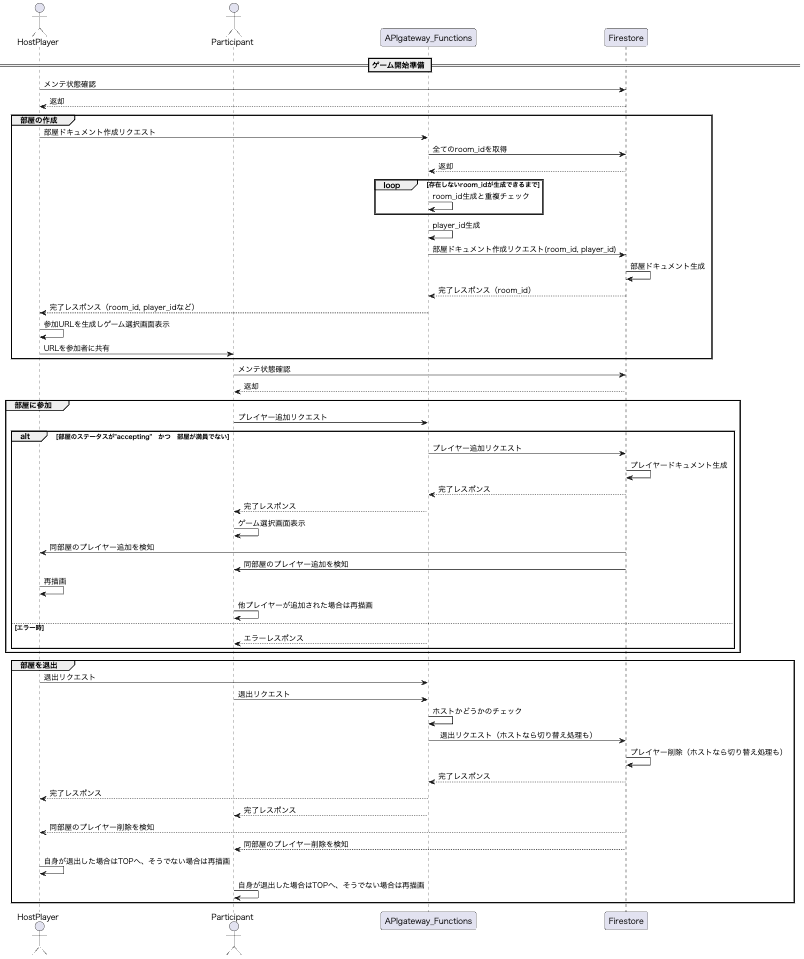 HostPlayer
Participant
APIgateway_Functions
Firestore
ゲーム開始準備
メンテ状態確認
返却
部屋の作成
部屋ドキュメント作成リクエスト
全てのroom_idを取得
返却
loop [存在しないroom_idが生成できるまで]
room_id生成と重複チェック
player_id生成
部屋ドキュメント作成リクエスト(room_id, player_id)
部屋ドキュメント生成
完了レスポンス（room_id）
完了レスポンス（room_id, player_idなど）
参加URLを生成しゲーム選択画面表示
URLを参加者に共有
メンテ状態確認
返却
部屋に参加
プレイヤー追加リクエスト
alt [部屋のステータスが"accepting"　かつ　部屋が満員でない]
プレイヤー追加リクエスト
プレイヤードキュメント生成
完了レスポンス
完了レスポンス
ゲーム選択画面表示
同部屋のプレイヤー追加を検知
同部屋のプレイヤー追加を検知
再描画
他プレイヤーが追加された場合は再描画
[エラー時]
エラーレスポンス
部屋を退出
退出リクエスト
退出リクエスト
ホストかどうかのチェック
退出リクエスト（ホストなら切り替え処理も）
プレイヤー削除（ホストなら切り替え処理も）
完了レスポンス
完了レスポンス
完了レスポンス
同部屋のプレイヤー削除を検知
同部屋のプレイヤー削除を検知
自身が退出した場合はTOPへ、そうでない場合は再描画
自身が退出した場合はTOPへ、そうでない場合は再描画
HostPlayer
Participant
APIgateway_Functions
Firestore